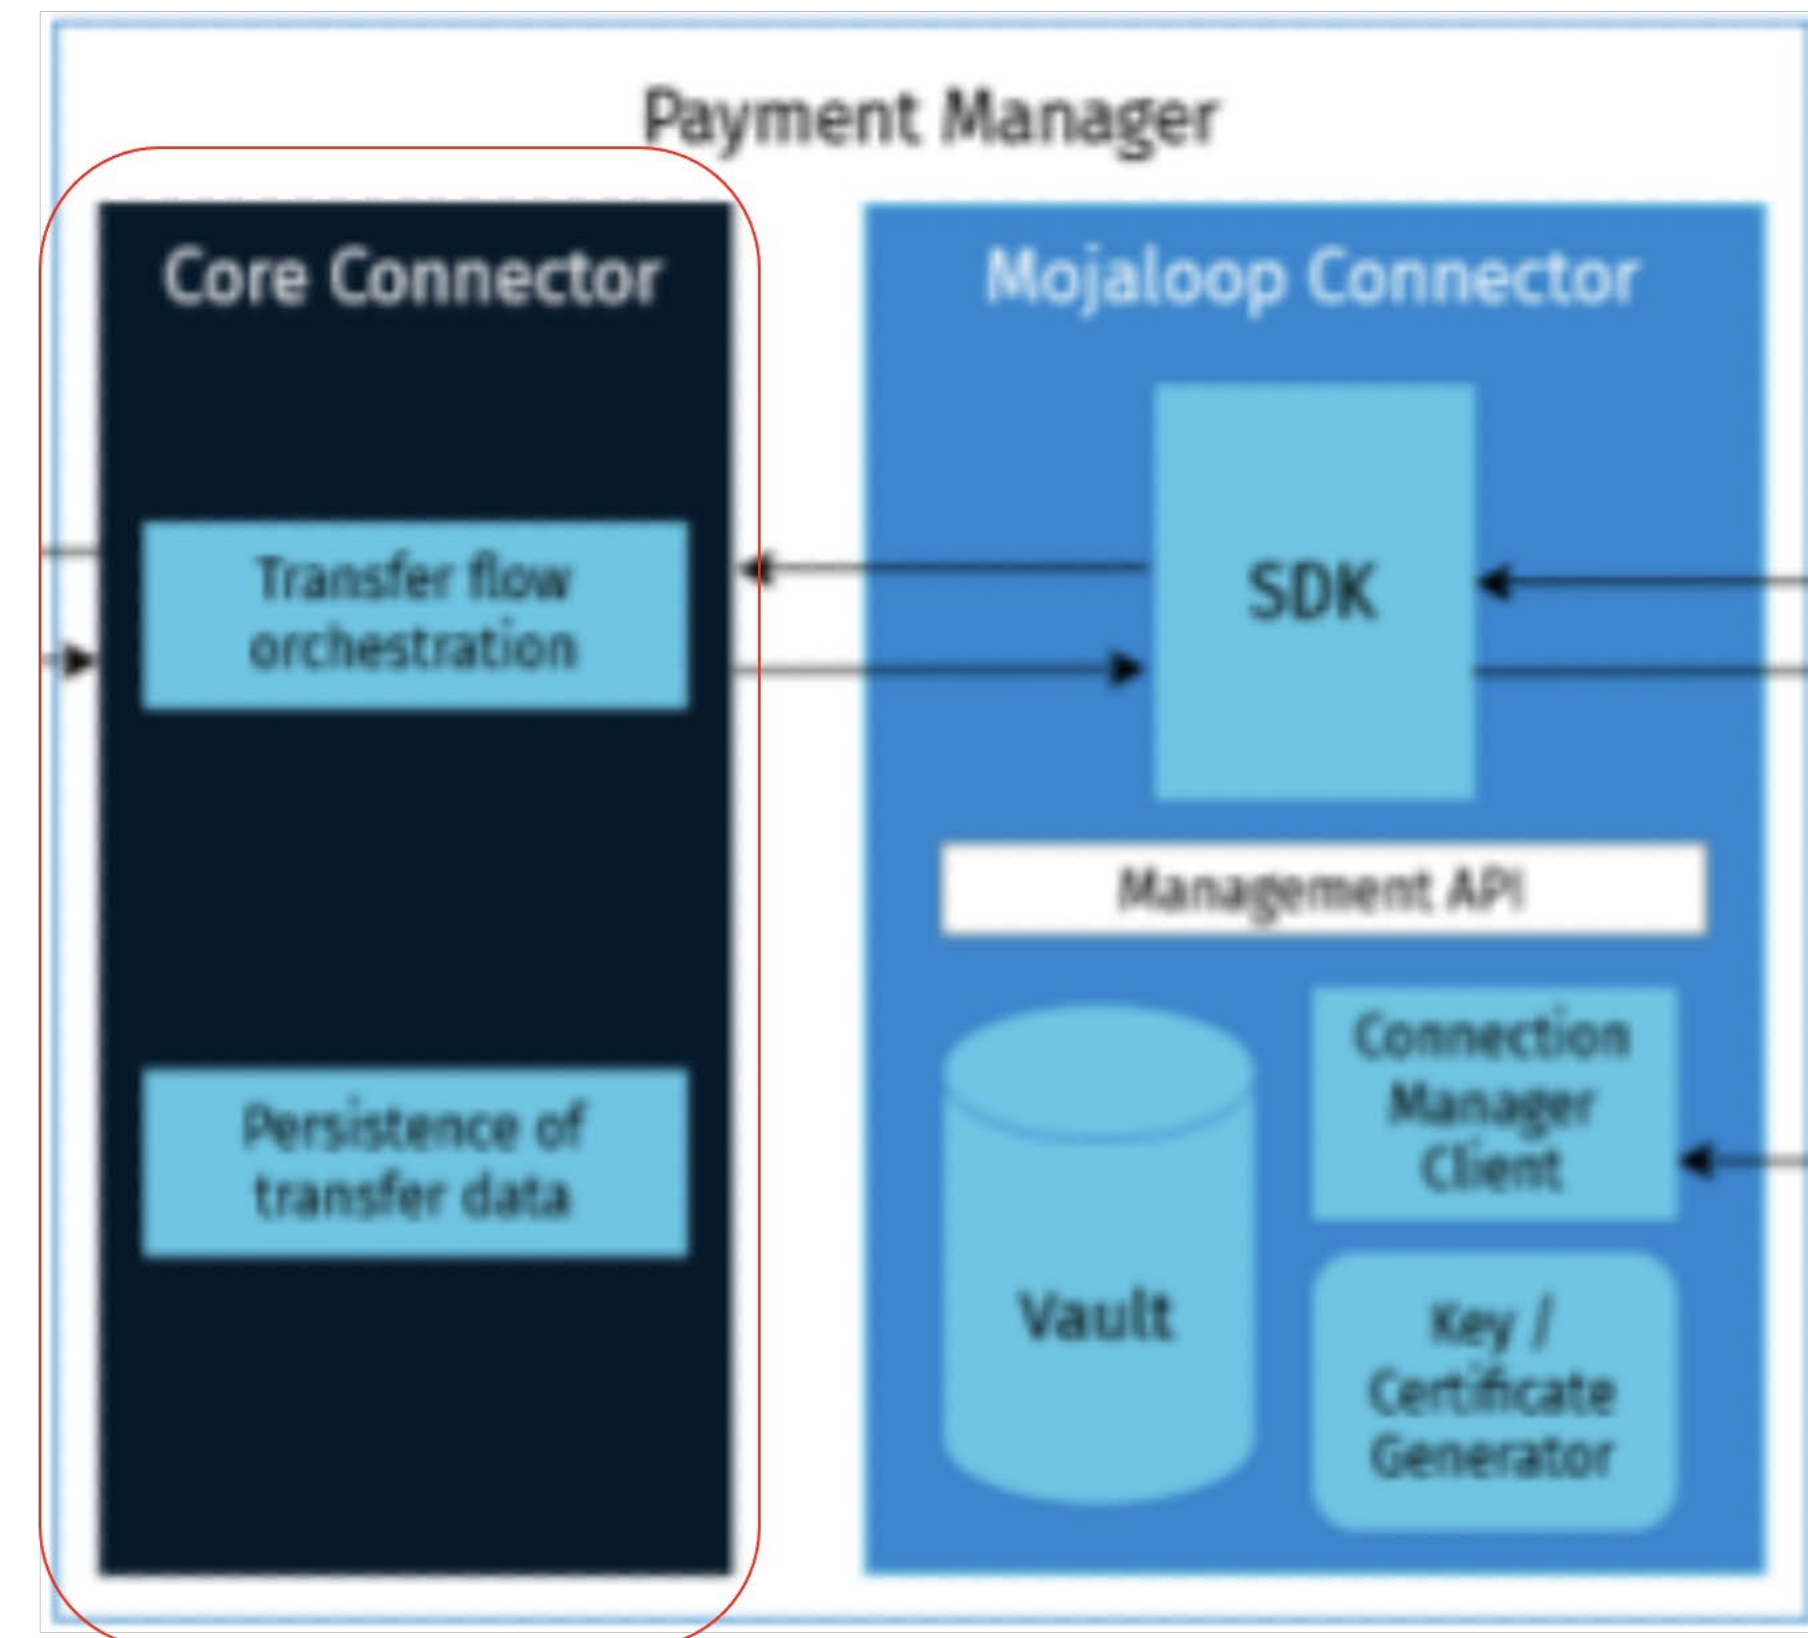 Payment Manager
Core Connector
Transfer flow
orchestration
Persistence of
transfer data
Mojaloop Connector
SDK
Management API
Vault
Connection
Manager
Client
Key /
Certificate
Generator